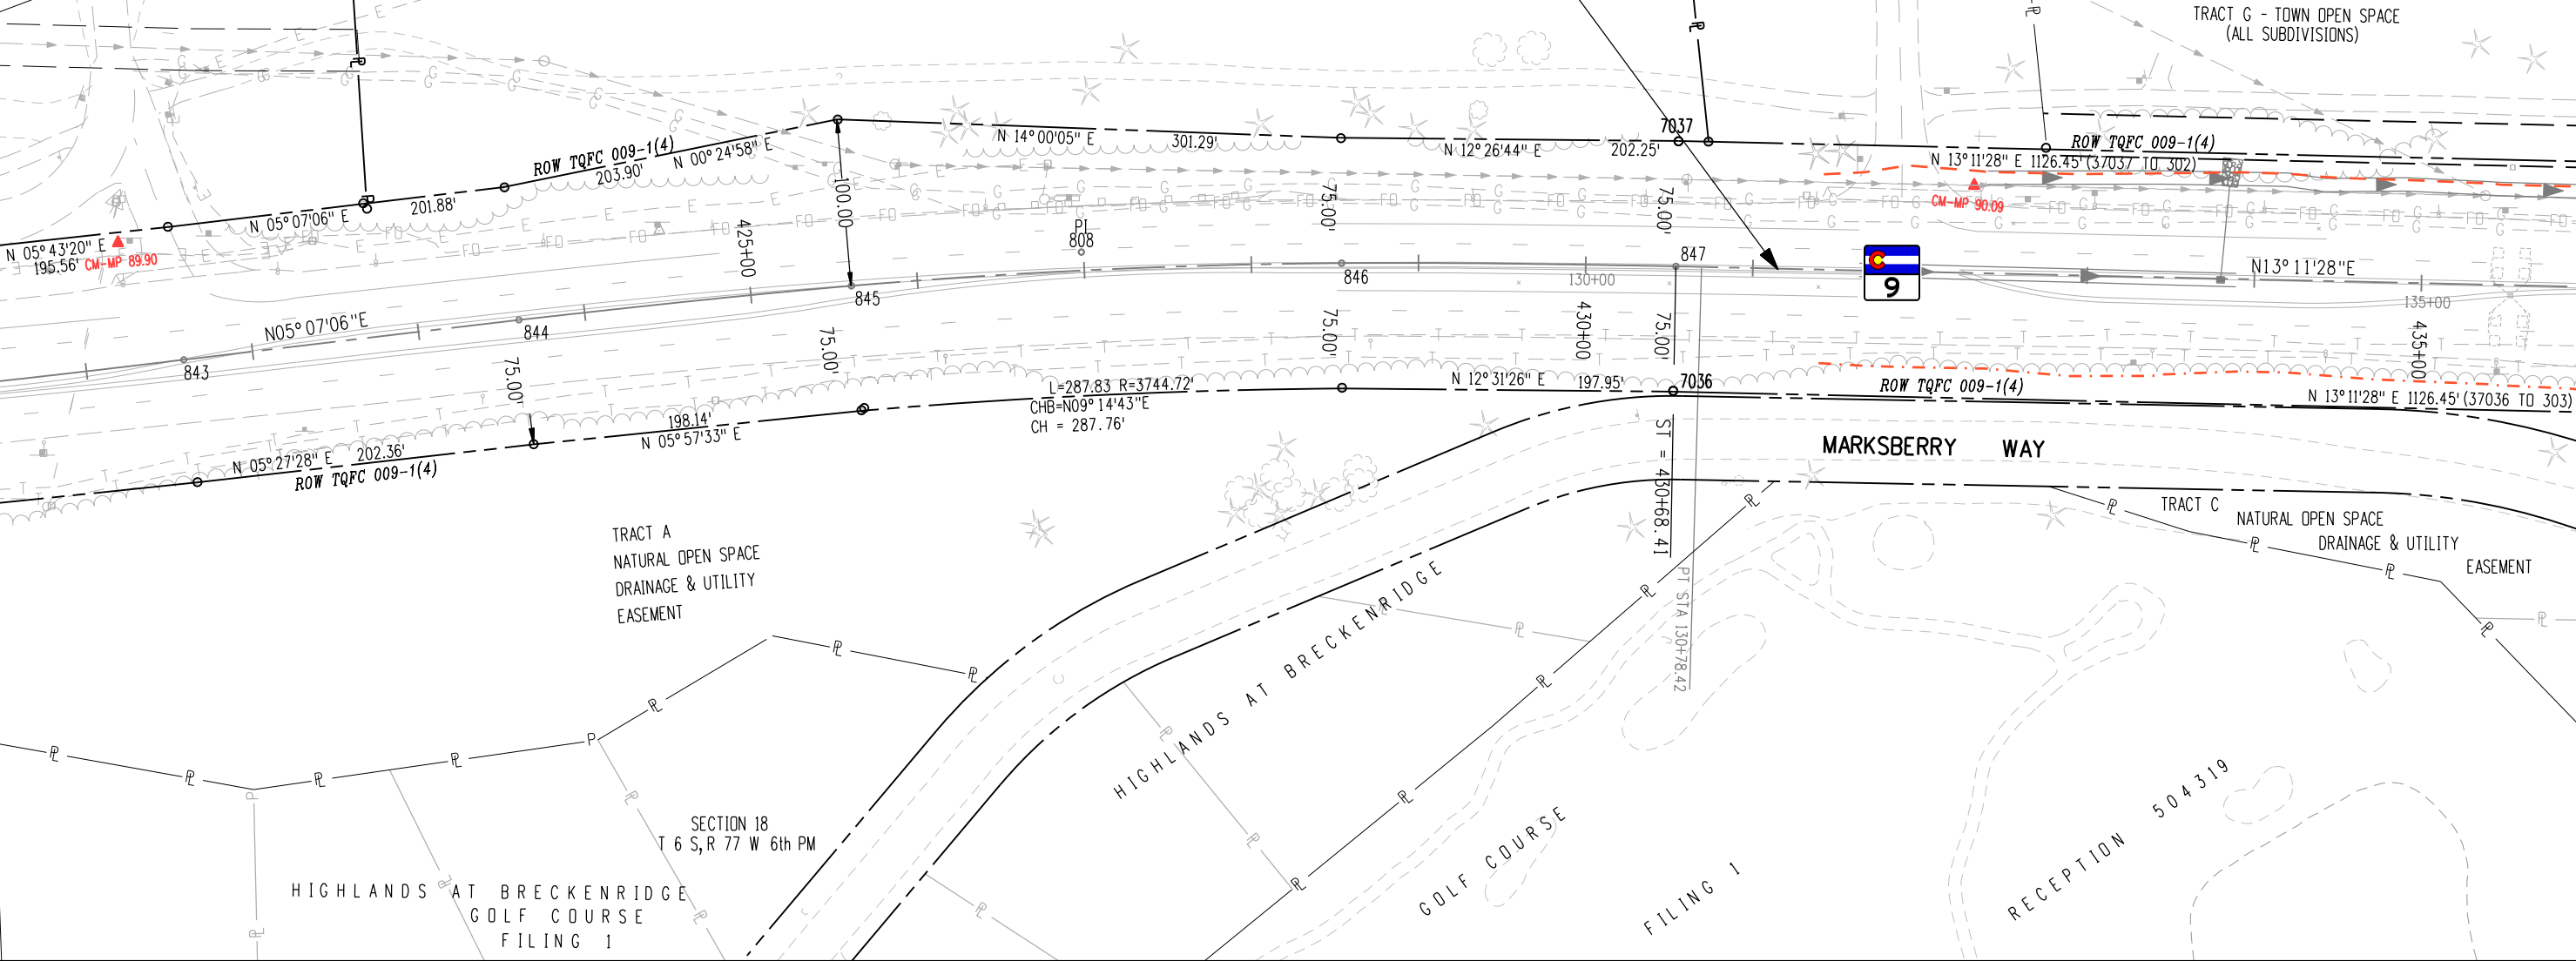 TRACT G - TOWN OPEN SPACE
(ALL SUBDIVISIONS)
N 05°43'20" E
195.56'
CM-MP 89.90
N 05°07'06" E
201.88'
ROW TQFC 009-1(4)
203.90'
N 00°24'58" E
100.00'
N 14°00'05" E
301.29'
N 12°26'44" E
202.25'
7037
ROW TQFC 009-1(4)
N 13°11'28" E 1126.45' (37037 TO 302)
CM-MP 90.09
425+00
PI
808
75.00'
75.00'
N05°07'06"E
843
844
845
846
847
130+00
9
N13°11'28"E
135+00
75.00'
75.00'
75.00'
430+00
75.00'
435+00
N 05°27'28" E
202.36'
ROW TQFC 009-1(4)
198.14'
N 05°57'33" E
L=287.83 R=3744.72'
CHB=N09°14'43"E
CH = 287.76'
N 12°31'26" E
197.95'
7036
ROW TQFC 009-1(4)
N 13°11'28" E 1126.45' (37036 TO 303)
ST = 430+68.41
PT STA 130+78.42
MARKSBERRY WAY
TRACT A
NATURAL OPEN SPACE
DRAINAGE & UTILITY
EASEMENT
TRACT C
NATURAL OPEN SPACE
DRAINAGE & UTILITY
EASEMENT
HIGHLANDS AT BRECKENRIDGE
GOLF COURSE
FILING 1
RECEPTION 504319
SECTION 18
T 6 S,R 77 W 6th PM
HIGHLANDS AT BRECKENRIDGE
GOLF COURSE
FILING 1